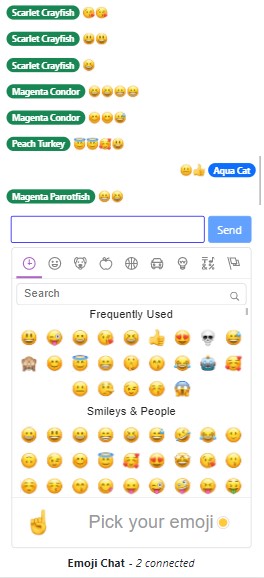 Scarlet Crayfish 😘😘
Scarlet Crayfish 😃😃
Scarlet Crayfish 😄
Magenta Condor 😀😀😄😄
Magenta Condor 😀😁😅
Peach Turkey 😇😇🥰😃
🙂👍 Aqua Cat
Magenta Parrotfish 😄😄
Send
Search
Frequently Used
Smileys & People
Pick your emoji
Emoji Chat - 2 connected